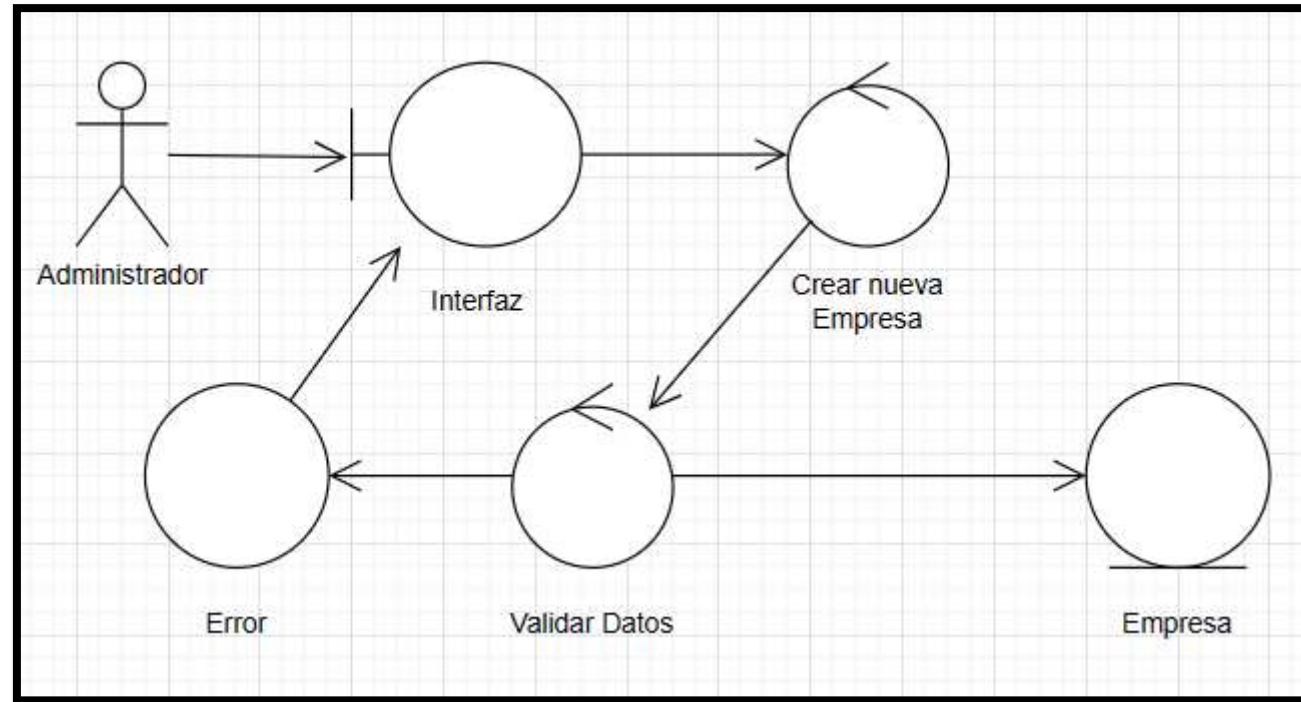 Administrador
Interfaz
Crear nueva
Empresa
Error
Validar Datos
Empresa